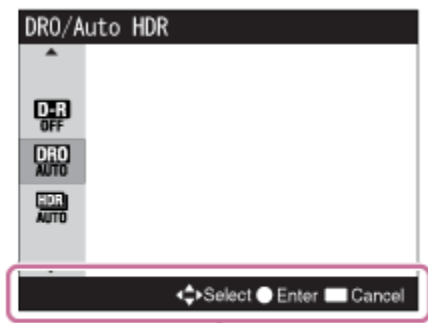 DRO/Auto HDR
D-R
OFF
DRO
AUTO
HDR
AUTO
Select Enter Cancel